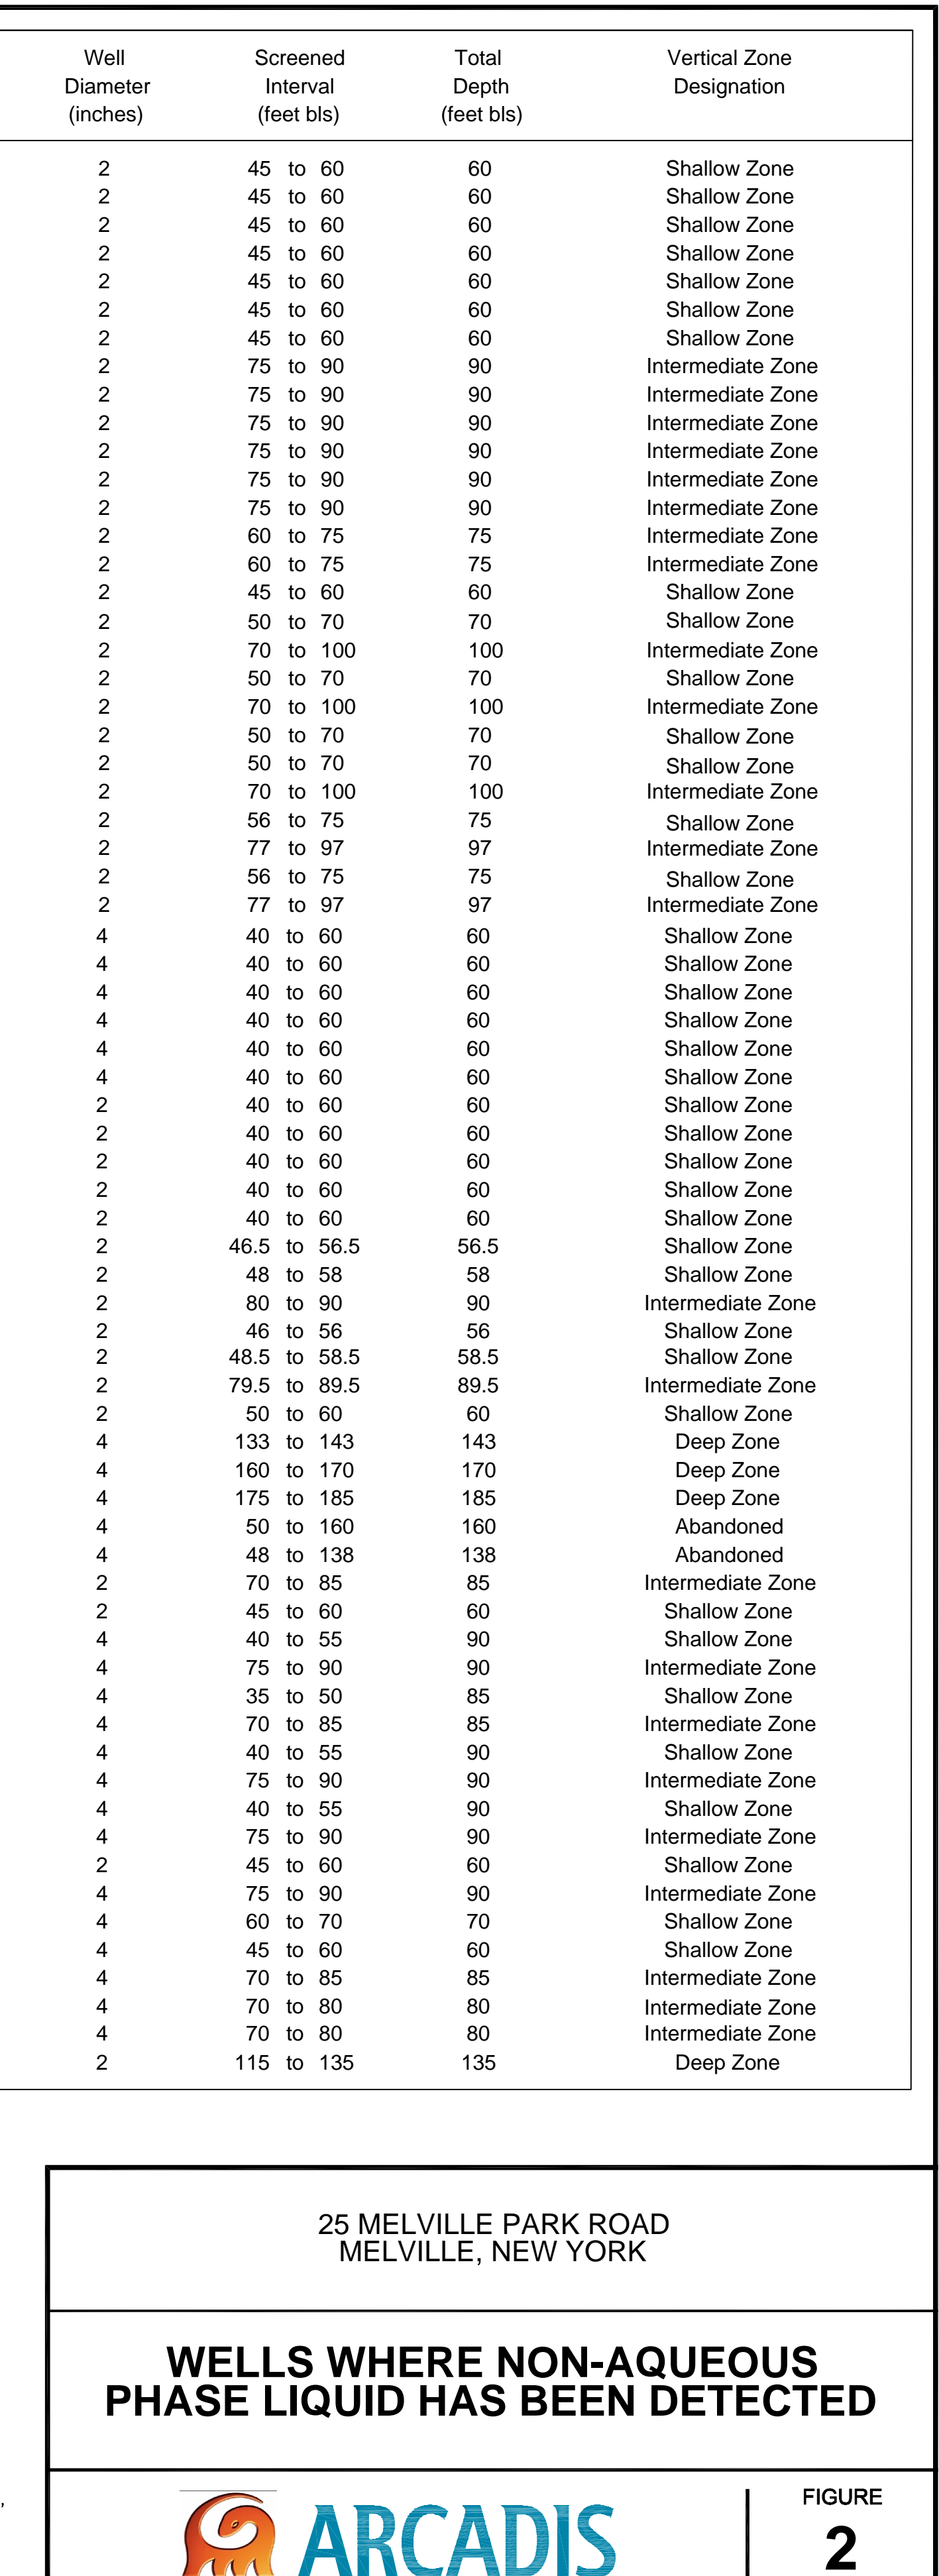 Well Screened Total Vertical Zone
Diameter Interval Depth Designation
(inches) (feet bls) (feet bls)
2 45 to 60 60 Shallow Zone
2 45 to 60 60 Shallow Zone
2 45 to 60 60 Shallow Zone
2 45 to 60 60 Shallow Zone
2 45 to 60 60 Shallow Zone
2 45 to 60 60 Shallow Zone
2 45 to 60 60 Shallow Zone
2 75 to 90 90 Intermediate Zone
2 75 to 90 90 Intermediate Zone
2 75 to 90 90 Intermediate Zone
2 75 to 90 90 Intermediate Zone
2 75 to 90 90 Intermediate Zone
2 75 to 90 90 Intermediate Zone
2 60 to 75 75 Intermediate Zone
2 60 to 75 75 Intermediate Zone
2 45 to 60 60 Shallow Zone
2 50 to 70 70 Shallow Zone
2 70 to 100 100 Intermediate Zone
2 50 to 70 70 Shallow Zone
2 70 to 100 100 Intermediate Zone
2 50 to 70 70 Shallow Zone
2 50 to 70 70 Shallow Zone
2 70 to 100 100 Intermediate Zone
2 56 to 75 75 Shallow Zone
2 77 to 97 97 Intermediate Zone
2 56 to 75 75 Shallow Zone
2 77 to 97 97 Intermediate Zone
4 40 to 60 60 Shallow Zone
4 40 to 60 60 Shallow Zone
4 40 to 60 60 Shallow Zone
4 40 to 60 60 Shallow Zone
4 40 to 60 60 Shallow Zone
4 40 to 60 60 Shallow Zone
2 40 to 60 60 Shallow Zone
2 40 to 60 60 Shallow Zone
2 40 to 60 60 Shallow Zone
2 40 to 60 60 Shallow Zone
2 40 to 60 60 Shallow Zone
2 46.5 to 56.5 56.5 Shallow Zone
2 48 to 58 58 Shallow Zone
2 80 to 90 90 Intermediate Zone
2 46 to 56 56 Shallow Zone
2 48.5 to 58.5 58.5 Shallow Zone
2 79.5 to 89.5 89.5 Intermediate Zone
2 50 to 60 60 Shallow Zone
4 133 to 143 143 Deep Zone
4 160 to 170 170 Deep Zone
4 175 to 185 185 Deep Zone
4 50 to 160 160 Abandoned
4 48 to 138 138 Abandoned
2 70 to 85 85 Intermediate Zone
2 45 to 60 60 Shallow Zone
4 40 to 55 90 Shallow Zone
4 75 to 90 90 Intermediate Zone
4 35 to 50 85 Shallow Zone
4 70 to 85 85 Intermediate Zone
4 40 to 55 90 Shallow Zone
4 75 to 90 90 Intermediate Zone
4 40 to 55 90 Shallow Zone
4 75 to 90 90 Intermediate Zone
2 45 to 60 60 Shallow Zone
4 75 to 90 90 Intermediate Zone
4 60 to 70 70 Shallow Zone
4 45 to 60 60 Shallow Zone
4 70 to 85 85 Intermediate Zone
4 70 to 80 80 Intermediate Zone
4 70 to 80 80 Intermediate Zone
2 115 to 135 135 Deep Zone
25 MELVILLE PARK ROAD
MELVILLE, NEW YORK
WELLS WHERE NON-AQUEOUS
PHASE LIQUID HAS BEEN DETECTED
,
ARCADIS
FIGURE
2